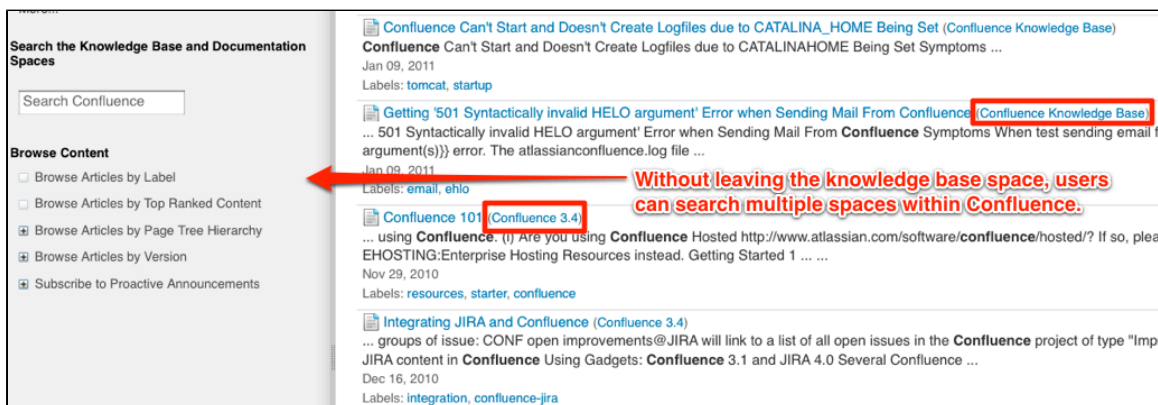 More...
Search the Knowledge Base and Documentation
Spaces
Search Confluence
Browse Content
Browse Articles by Label
Browse Articles by Top Ranked Content
Browse Articles by Page Tree Hierarchy
Browse Articles by Version
Subscribe to Proactive Announcements
Confluence Can't Start and Doesn't Create Logfiles due to CATALINA_HOME Being Set (Confluence Knowledge Base)
Confluence Can't Start and Doesn't Create Logfiles due to CATALINAHOME Being Set Symptoms ...
Jan 09, 2011
Labels: tomcat, startup
Getting '501 Syntactically invalid HELO argument' Error when Sending Mail From Confluence (Confluence Knowledge Base)
... 501 Syntactically invalid HELO argument' Error when Sending Mail From Confluence Symptoms When test sending email f
argument(s)}} error. The atlassianconfluence.log file ...
Jan 09, 2011
Labels: email, ehlo
Without leaving the knowledge base space, users
can search multiple spaces within Confluence.
Confluence 101 (Confluence 3.4)
... using Confluence. (i) Are you using Confluence Hosted http://www.atlassian.com/software/confluence/hosted/? If so, plea
EHOSTING:Enterprise Hosting Resources instead. Getting Started 1 ... ...
Nov 29, 2010
Labels: resources, starter, confluence
Integrating JIRA and Confluence (Confluence 3.4)
... groups of issue: CONF open improvements@JIRA will link to a list of all open issues in the Confluence project of type "Imp
JIRA content in Confluence Using Gadgets: Confluence 3.1 and JIRA 4.0 Several Confluence ...
Dec 16, 2010
Labels: integration, confluence-jira